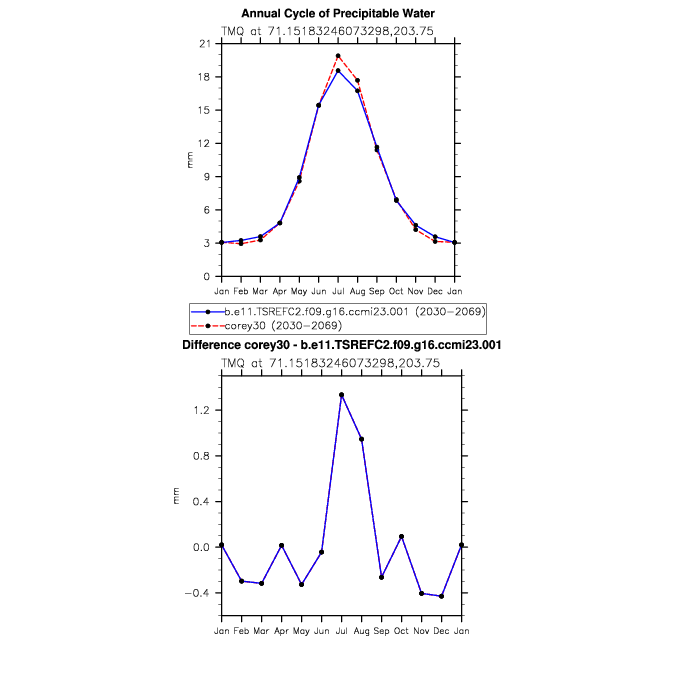 Annual Cycle of Precipitable Water
TMQ at 71.15183246073298,203.75
21
18
15
12
9
6
3
0
mm
Jan Feb Mar Apr May Jun Jul Aug Sep Oct Nov Dec Jan
b.e11.TSREFC2.f09.g16.ccmi23.001 (2030-2069)
corey30 (2030-2069)
Difference corey30 - b.e11.TSREFC2.f09.g16.ccmi23.001
TMQ at 71.15183246073298,203.75
1.2
0.8
0.4
0.0
-0.4
mm
Jan Feb Mar Apr May Jun Jul Aug Sep Oct Nov Dec Jan